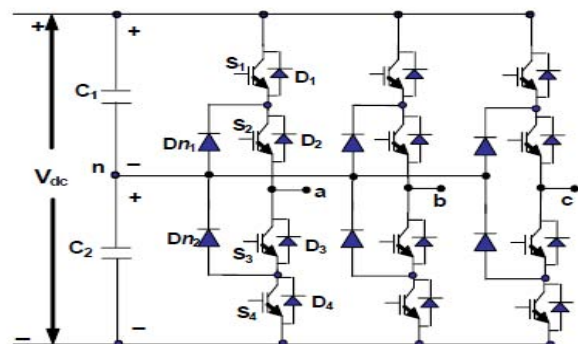 + +
S1 D1
C1
S2 D2
Dn1
n −
Vdc + a b c
C2 Dn2
S3 D3
S4 D4
− −